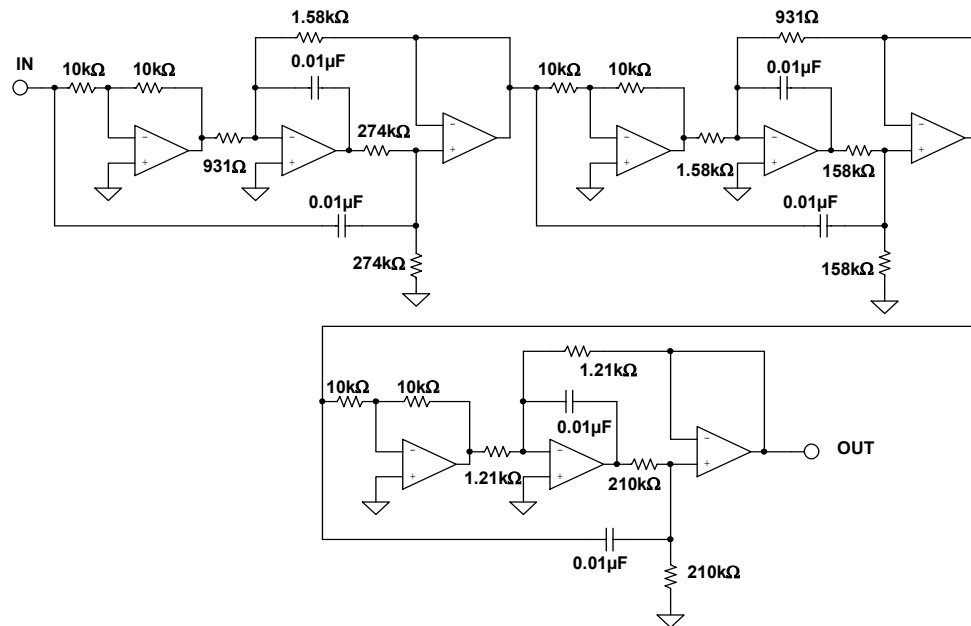 1.58kΩ
931Ω
IN
10kΩ
10kΩ
0.01µF
10kΩ
10kΩ
0.01µF
−
+
931Ω
−
+
274kΩ
−
+
−
+
1.58kΩ
−
+
158kΩ
−
+
0.01µF
0.01µF
274kΩ
158kΩ
1.21kΩ
10kΩ
10kΩ
0.01µF
−
+
1.21kΩ
−
+
210kΩ
−
+
OUT
0.01µF
210kΩ